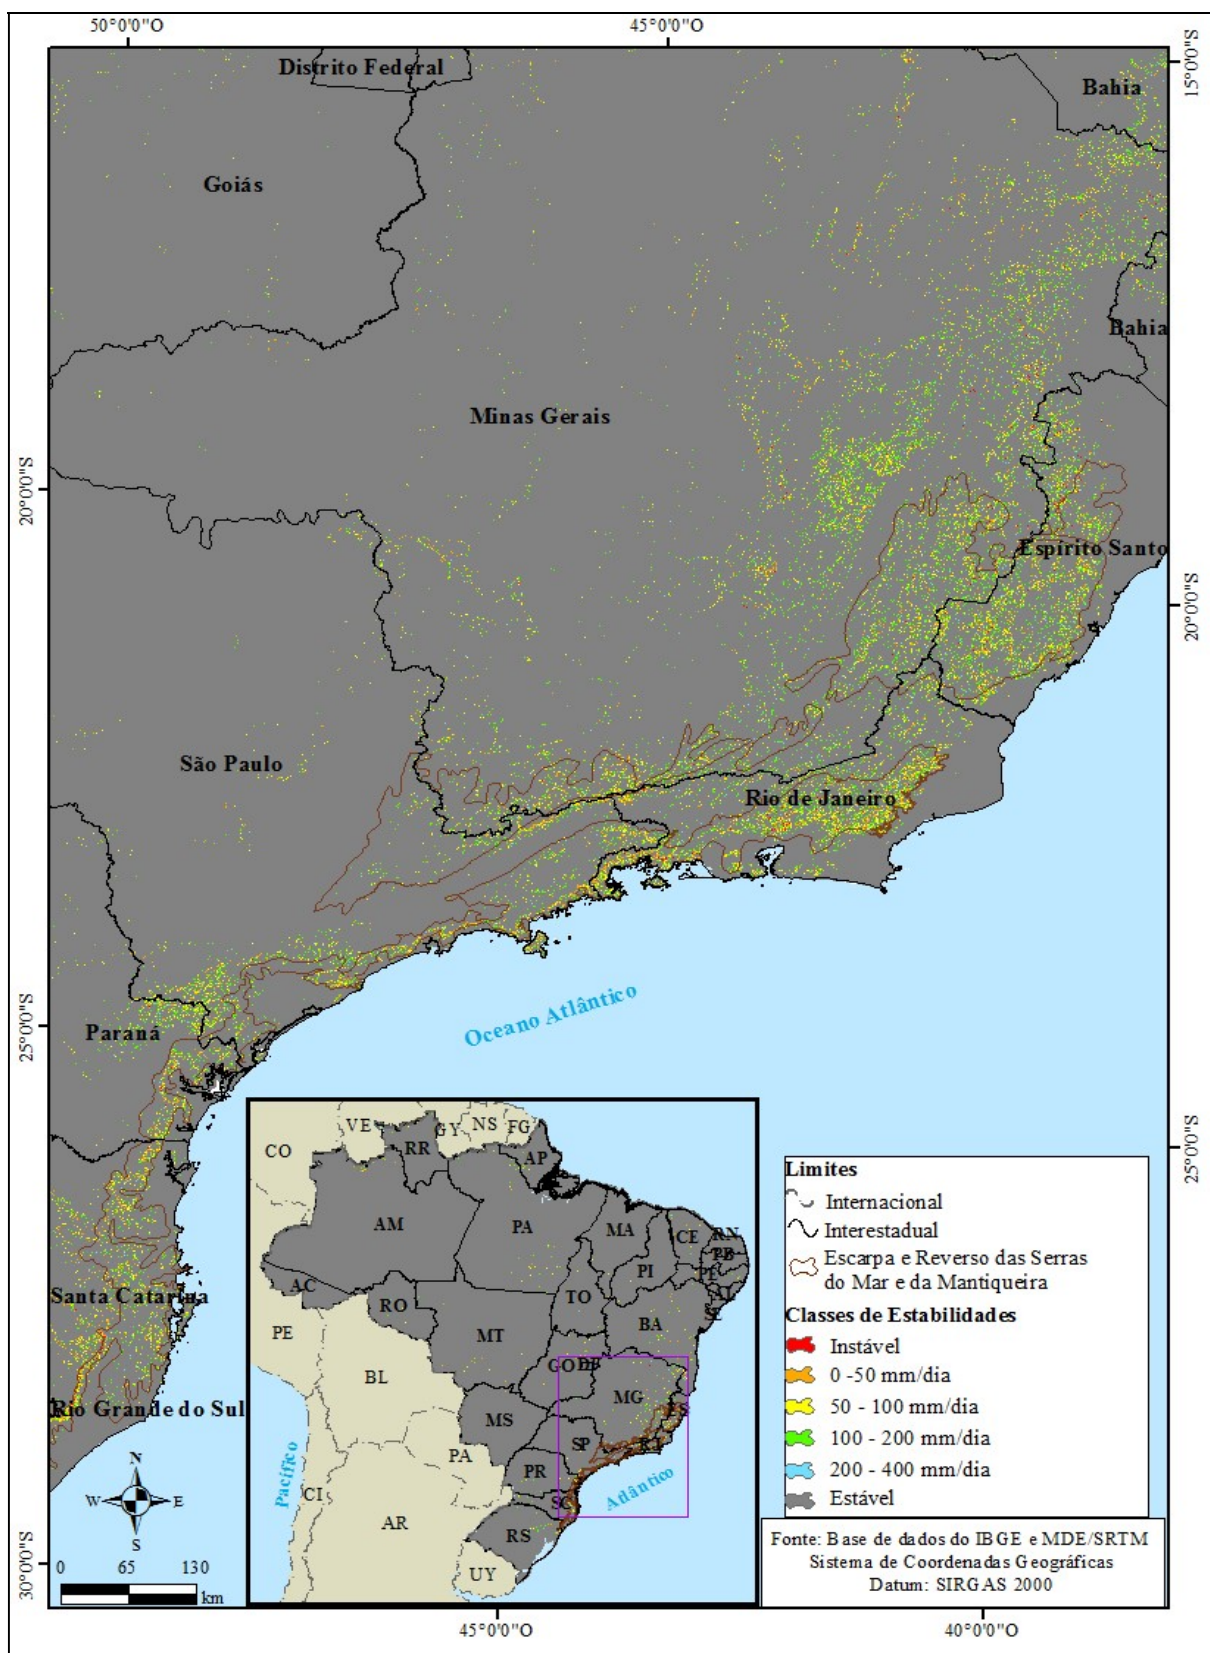 50°0'0"O
45°0'0"O
15°0'0"S
Distrito Federal
Bahia
Goiás
Bahia
Minas Gerais
20°0'0"S
Espírito Santo
20°0'0"S
São Paulo
Rio de Janeiro
Oceano Atlântico
Paraná
25°0'0"S
25°0'0"S
Santa Catarina
Rio Grande do Sul
N
W
E
S
0
65
130
km
30°0'0"S
45°0'0"O
40°0'0"O
CO
VE
GY
NS
FG
RR
AP
AM
PA
MA
CE
RN
PB
PE
PI
AL
SE
AC
RO
TO
BA
PE
MT
GO
DF
BL
MG
ES
MS
SP
RJ
PA
PR
Pacífico
Atlântico
CI
SC
AR
RS
UY
Limites
Internacional
Interestadual
Escarpa e Reverso das Serras
do Mar e da Mantiqueira
Classes de Estabilidades
Instável
0 -50 mm/dia
50 - 100 mm/dia
100 - 200 mm/dia
200 - 400 mm/dia
Estável
Fonte: Base de dados do IBGE e MDE/SRTM
Sistema de Coordenadas Geográficas
Datum: SIRGAS 2000